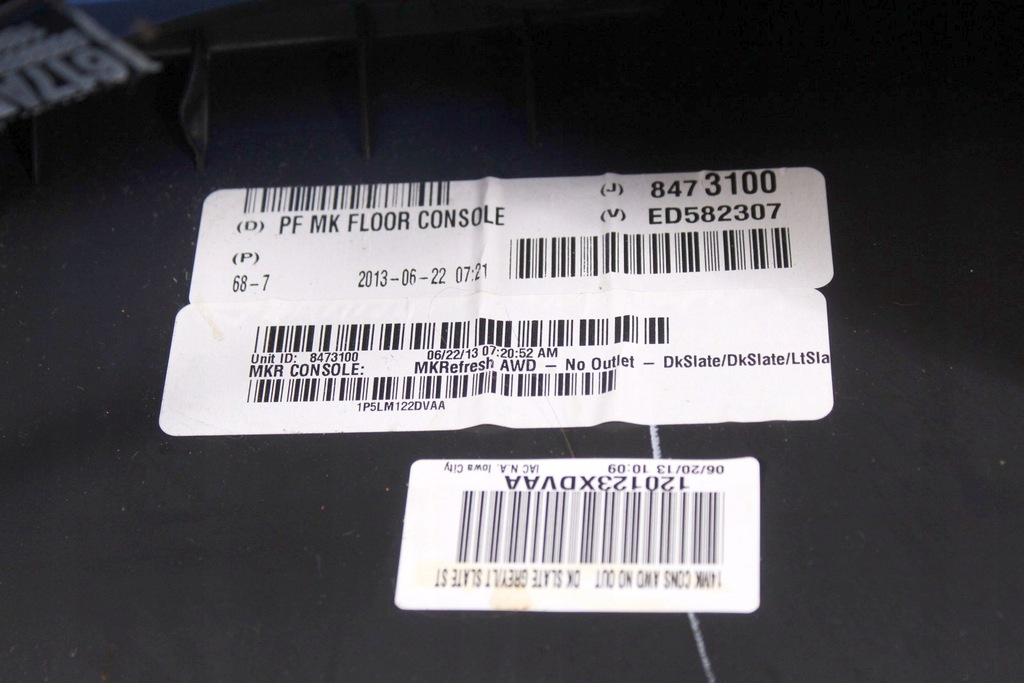 (J) 8473100
(D) PF MK FLOOR CONSOLE
(V) ED582307
(P)
68-7 2013-06-22 07:21
Unit ID: 8473100 06/22/13 07:20:52 AM
MKR CONSOLE: MKRefresh AWD – No Outlet – DkSlate/DkSlate/LtSla
1P5LM122DVAA
06/20/13 10:09 IAC N.A. Iowa City
120123XDVAA
14MK CONS AWD NO OUT DK SLATE GREY/LT SLATE ST